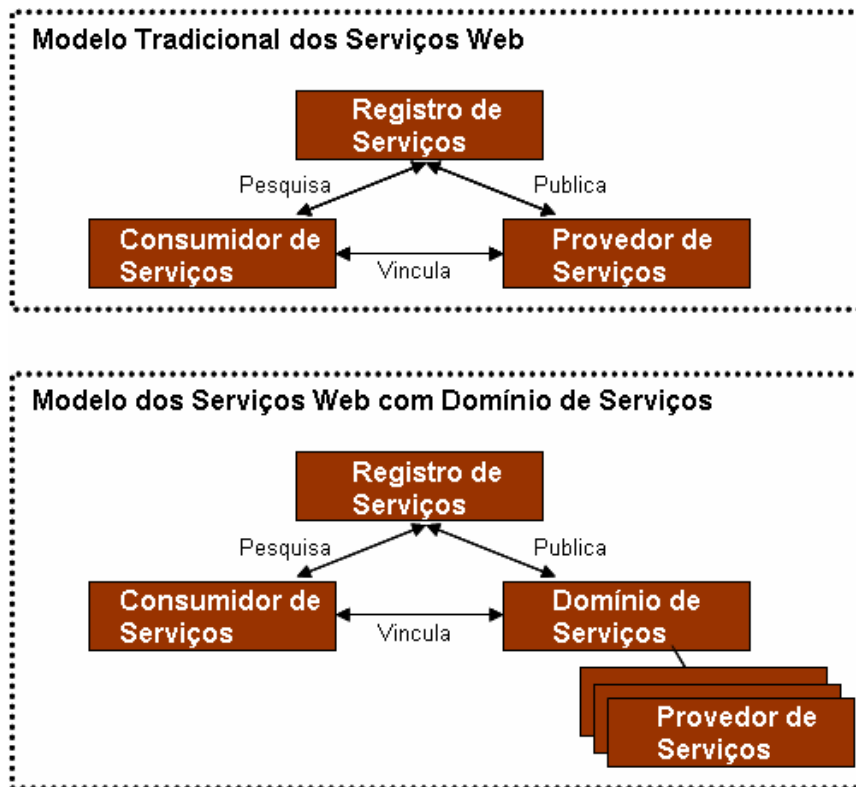 Modelo Tradicional dos Serviços Web
Registro de
Serviços
Pesquisa
Publica
Consumidor de
Serviços
Vincula
Provedor de
Serviços
Modelo dos Serviços Web com Domínio de Serviços
Registro de
Serviços
Pesquisa
Publica
Consumidor de
Serviços
Vincula
Domínio de
Serviços
Provedor de
Serviços